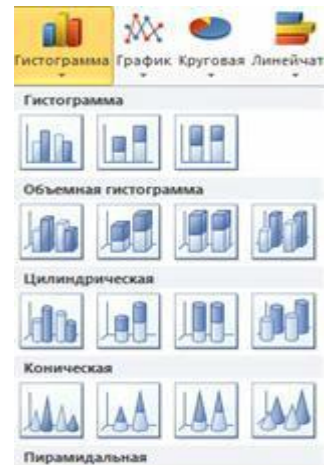 Гистограмма График Круговая Линейчат
Гистограмма
Объемная гистограмма
Цилиндрическая
Коническая
Пирамидальная